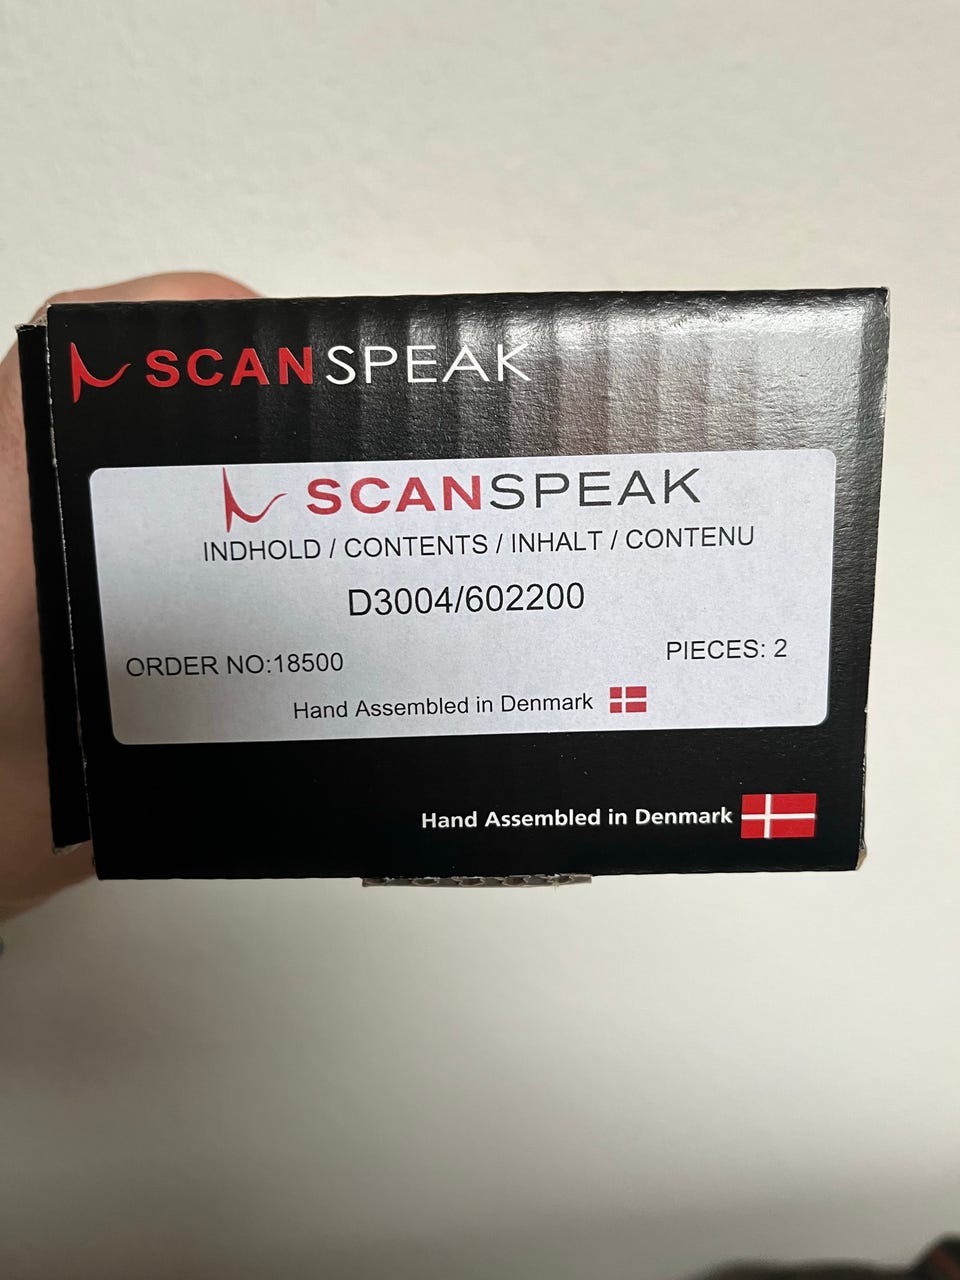 SCANSPEAK
SCANSPEAK
INDHOLD / CONTENTS / INHALT / CONTENU
D3004/602200
ORDER NO:18500
PIECES: 2
Hand Assembled in Denmark
Hand Assembled in Denmark